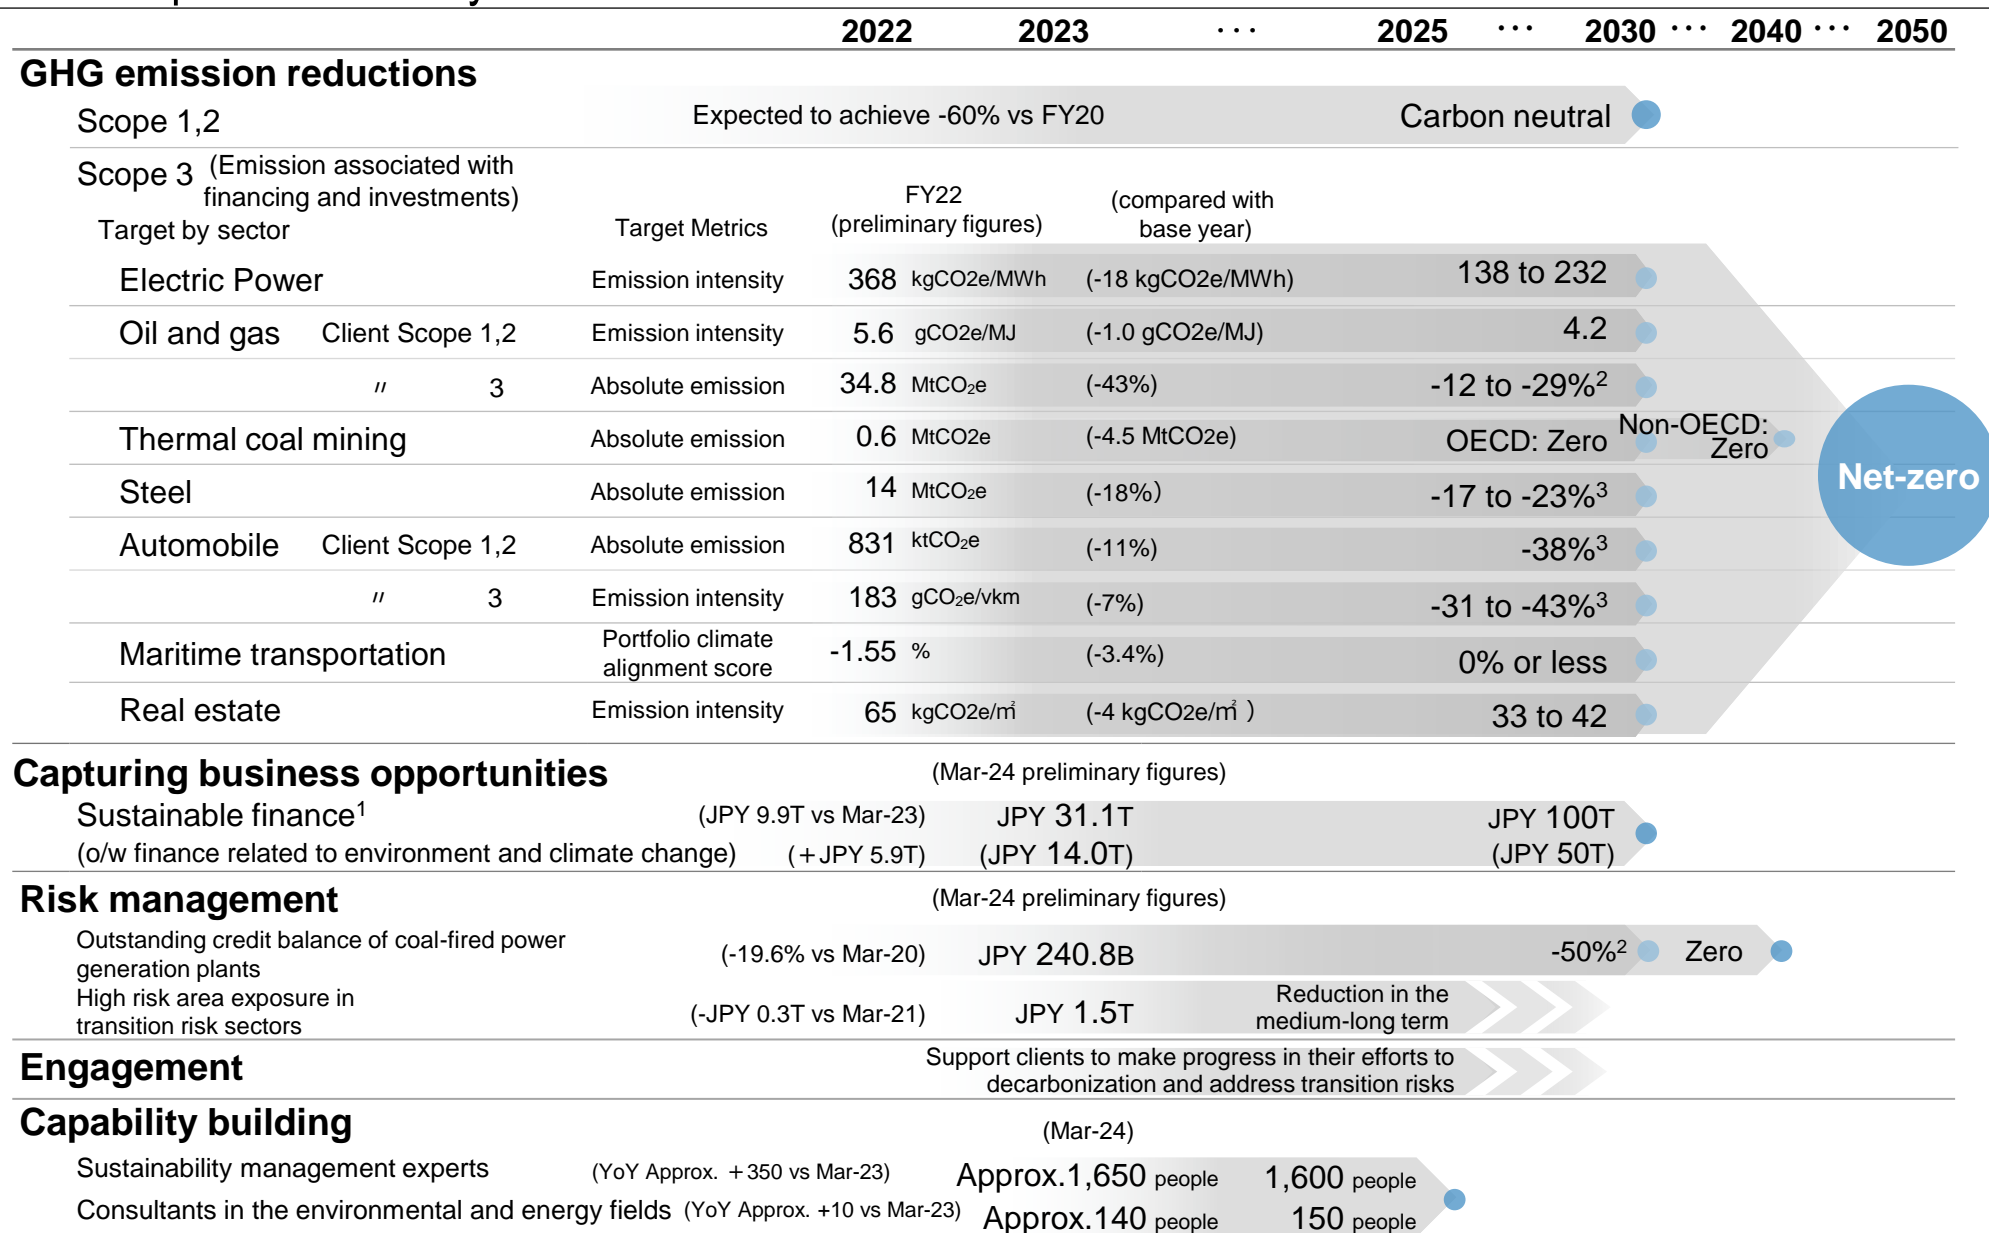 2022 2023 ・・・ 2025 ・・・ 2030 ・・・ 2040 ・・・ 2050
GHG emission reductions
Scope 1,2 Expected to achieve -60% vs FY20 Carbon neutral
Scope 3 (Emission associated with
financing and investments)
FY22
(preliminary figures)
(compared with
base year)
Target by sector Target Metrics
Electric Power Emission intensity 368 kgCO2e/MWh (-18 kgCO2e/MWh) 138 to 232
Oil and gas Client Scope 1,2 Emission intensity 5.6 gCO2e/MJ (-1.0 gCO2e/MJ) 4.2
〃 3 Absolute emission 34.8 MtCO₂e (-43%) -12 to -29%²
Thermal coal mining Absolute emission 0.6 MtCO2e (-4.5 MtCO2e) OECD: Zero Non-OECD:
Zero
Steel Absolute emission 14 MtCO₂e (-18%) -17 to -23%³
Automobile Client Scope 1,2 Absolute emission 831 ktCO₂e (-11%) -38%³
〃 3 Emission intensity 183 gCO₂e/vkm (-7%) -31 to -43%³
Maritime transportation Portfolio climate
alignment score -1.55 % (-3.4%) 0% or less
Real estate Emission intensity 65 kgCO2e/㎡ (-4 kgCO2e/㎡ ) 33 to 42
Net-zero
Capturing business opportunities (Mar-24 preliminary figures)
Sustainable finance¹ (JPY 9.9T vs Mar-23) JPY 31.1T JPY 100T
(o/w finance related to environment and climate change) (＋JPY 5.9T) (JPY 14.0T) (JPY 50T)
Risk management (Mar-24 preliminary figures)
Outstanding credit balance of coal-fired power
generation plants (-19.6% vs Mar-20) JPY 240.8B -50%² Zero
High risk area exposure in
transition risk sectors (-JPY 0.3T vs Mar-21) JPY 1.5T Reduction in the
medium-long term
Engagement Support clients to make progress in their efforts to
decarbonization and address transition risks
Capability building (Mar-24)
Sustainability management experts (YoY Approx. ＋350 vs Mar-23) Approx.1,650 people 1,600 people
Consultants in the environmental and energy fields (YoY Approx. +10 vs Mar-23) Approx.140 people 150 people